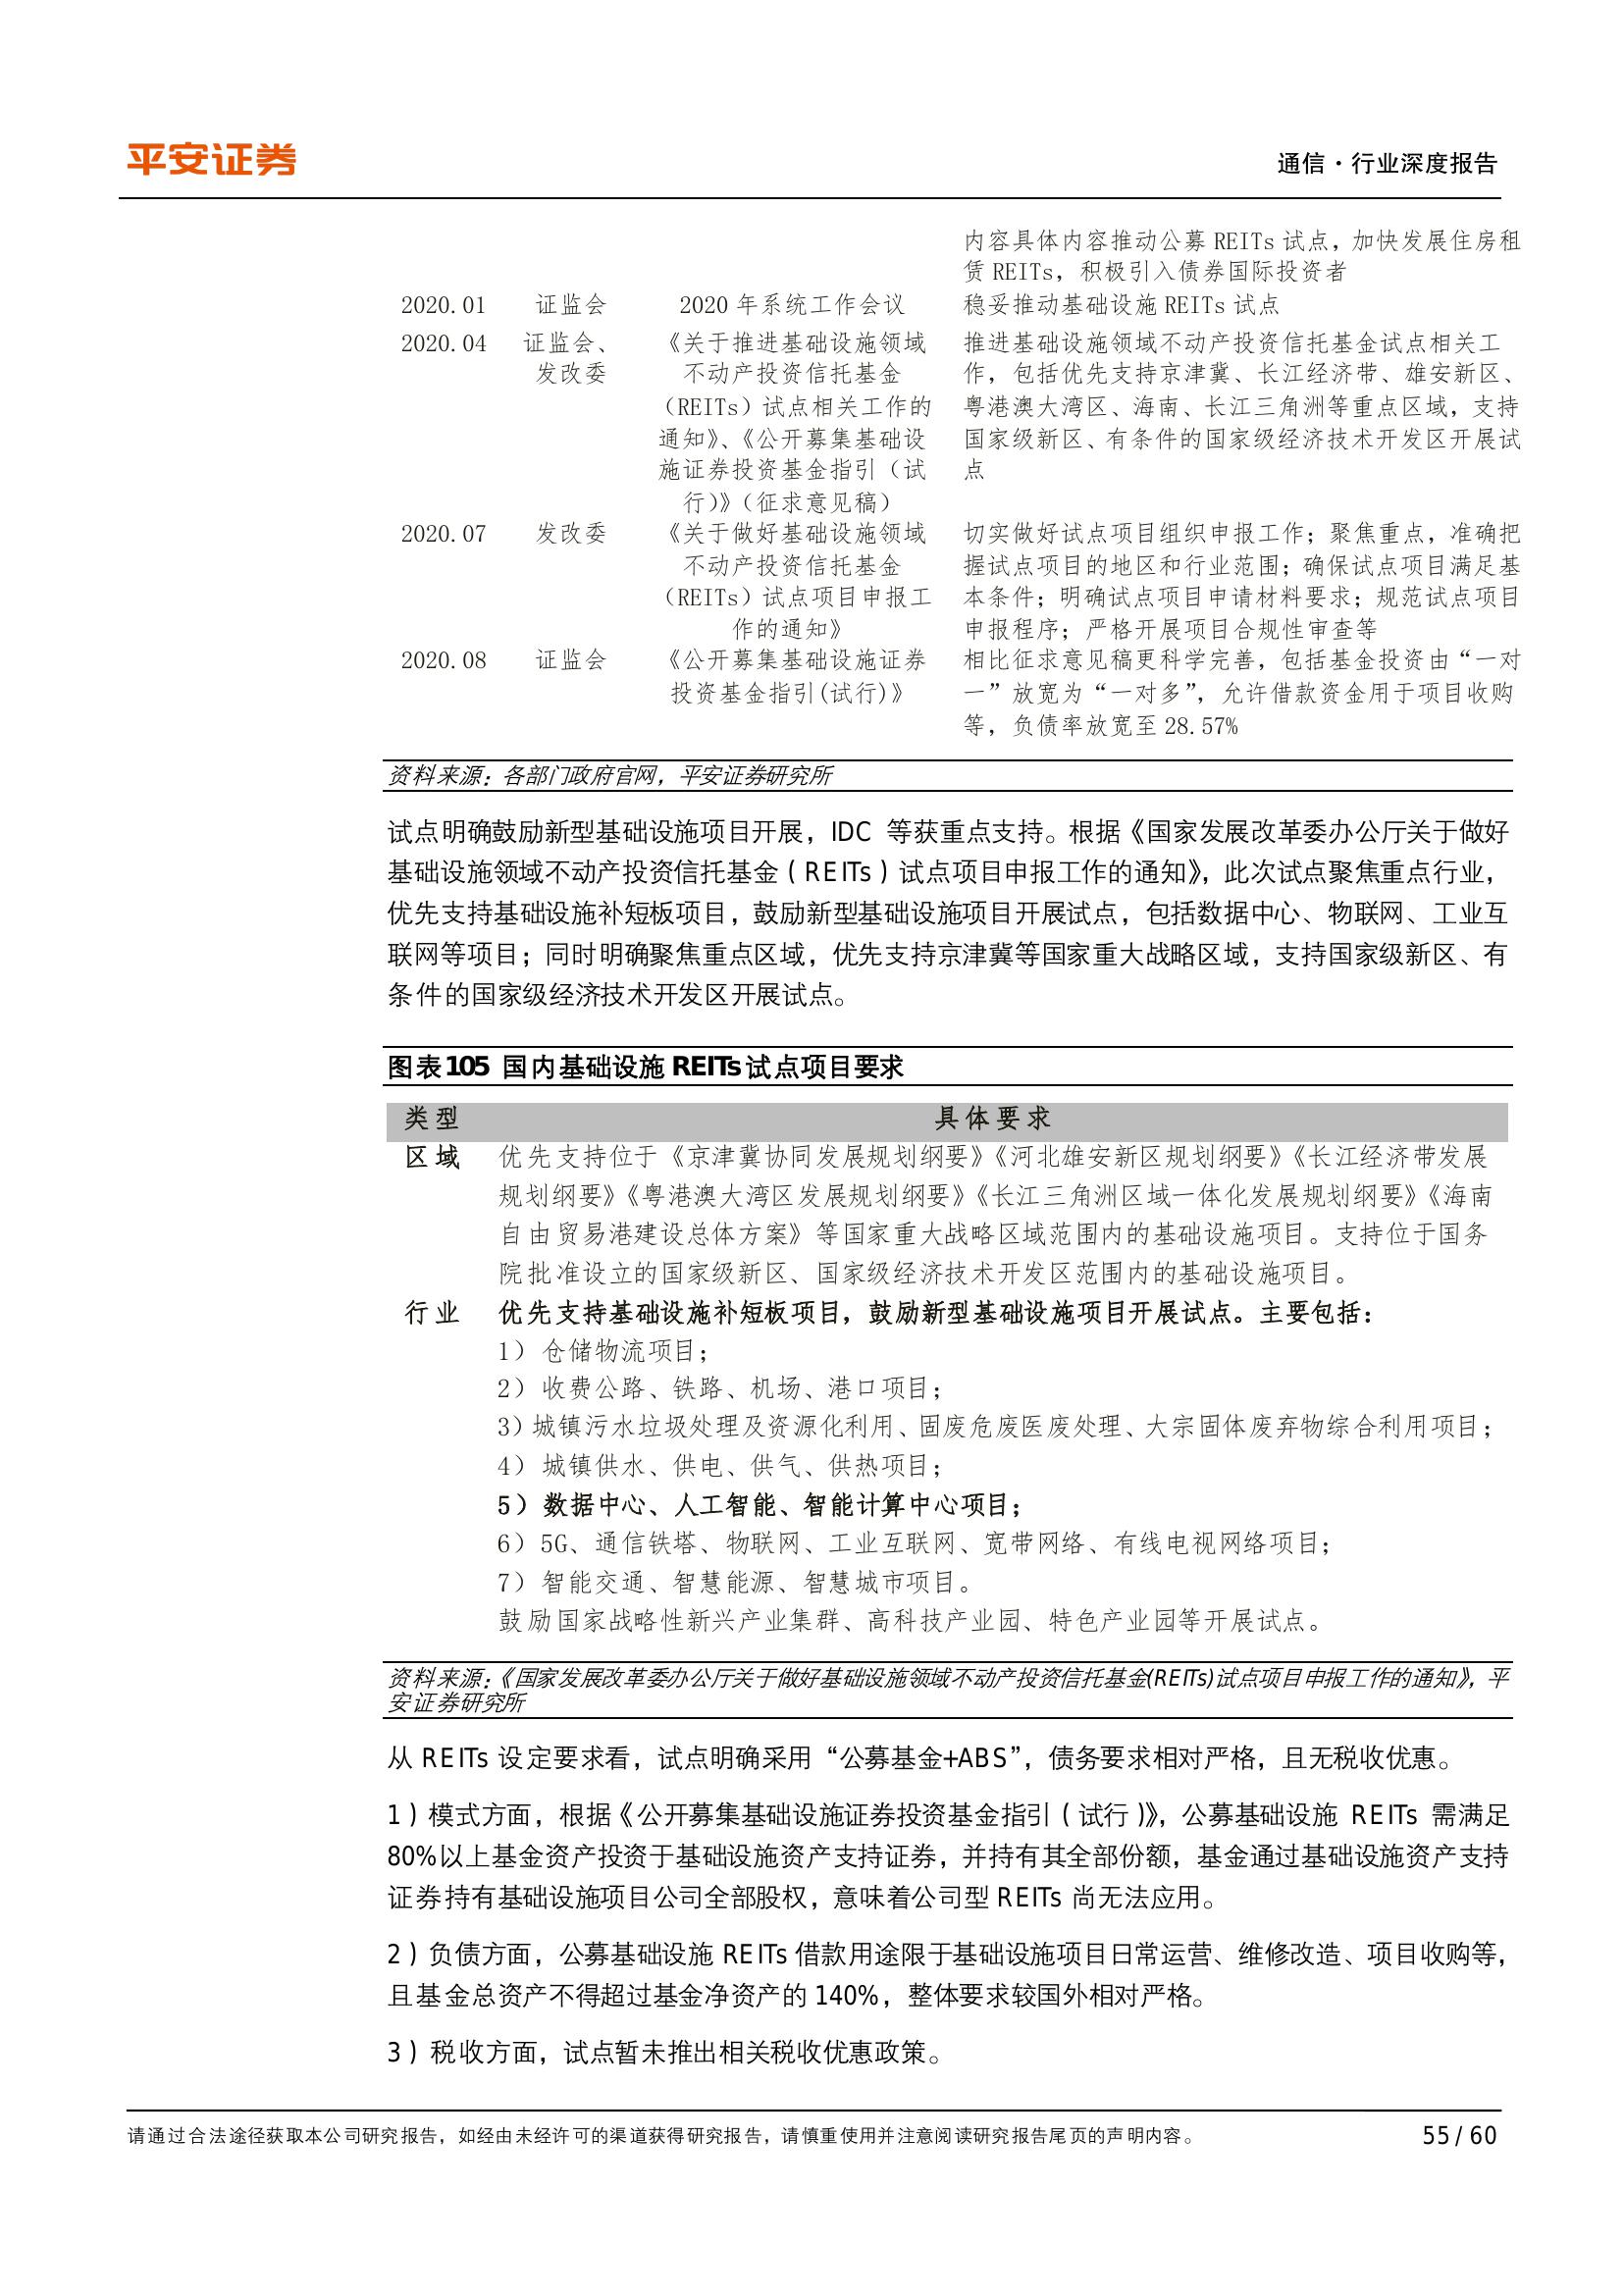 平安证券
通信·行业深度报告
内容具体内容推动公募 REITs 试点，加快发展住房租
赁 REITs，积极引入债券国际投资者
2020.01 证监会 2020 年系统工作会议 稳妥推动基础设施 REITs 试点
2020.04 证监会、 《关于推进基础设施领域 推进基础设施领域不动产投资信托基金试点相关工
发改委 不动产投资信托基金 作，包括优先支持京津冀、长江经济带、雄安新区、
（REITs）试点相关工作的 粤港澳大湾区、海南、长江三角洲等重点区域，支持
通知》、《公开募集基础设 国家级新区、有条件的国家级经济技术开发区开展试
施证券投资基金指引（试 点
行）》（征求意见稿）
2020.07 发改委 《关于做好基础设施领域 切实做好试点项目组织申报工作；聚焦重点，准确把
不动产投资信托基金 握试点项目的地区和行业范围；确保试点项目满足基
（REITs）试点项目申报工 本条件；明确试点项目申请材料要求；规范试点项目
作的通知》 申报程序；严格开展项目合规性审查等
2020.08 证监会 《公开募集基础设施证券 相比征求意见稿更科学完善，包括基金投资由“一对
投资基金指引(试行)》 一”放宽为“一对多”，允许借款资金用于项目收购
等，负债率放宽至 28.57%
资料来源：各部门政府官网，平安证券研究所
试点明确鼓励新型基础设施项目开展，IDC 等获重点支持。根据《国家发展改革委办公厅关于做好
基础设施领域不动产投资信托基金（REITs）试点项目申报工作的通知》，此次试点聚焦重点行业，
优先支持基础设施补短板项目，鼓励新型基础设施项目开展试点，包括数据中心、物联网、工业互
联网等项目；同时明确聚焦重点区域，优先支持京津冀等国家重大战略区域，支持国家级新区、有
条件的国家级经济技术开发区开展试点。
图表105 国内基础设施 REITs 试点项目要求
类型 具体要求
区域 优先支持位于《京津冀协同发展规划纲要》《河北雄安新区规划纲要》《长江经济带发展
规划纲要》《粤港澳大湾区发展规划纲要》《长江三角洲区域一体化发展规划纲要》《海南
自由贸易港建设总体方案》等国家重大战略区域范围内的基础设施项目。支持位于国务
院批准设立的国家级新区、国家级经济技术开发区范围内的基础设施项目。
行业 优先支持基础设施补短板项目，鼓励新型基础设施项目开展试点。主要包括：
1）仓储物流项目；
2）收费公路、铁路、机场、港口项目；
3）城镇污水垃圾处理及资源化利用、固废危废医废处理、大宗固体废弃物综合利用项目；
4）城镇供水、供电、供气、供热项目；
5）数据中心、人工智能、智能计算中心项目；
6）5G、通信铁塔、物联网、工业互联网、宽带网络、有线电视网络项目；
7）智能交通、智慧能源、智慧城市项目。
鼓励国家战略性新兴产业集群、高科技产业园、特色产业园等开展试点。
资料来源：《国家发展改革委办公厅关于做好基础设施领域不动产投资信托基金(REITs)试点项目申报工作的通知》，平
安证券研究所
从 REITs 设定要求看，试点明确采用“公募基金+ABS”，债务要求相对严格，且无税收优惠。
1）模式方面，根据《公开募集基础设施证券投资基金指引（试行）》，公募基础设施 REITs 需满足
80%以上基金资产投资于基础设施资产支持证券，并持有其全部份额，基金通过基础设施资产支持
证券持有基础设施项目公司全部股权，意味着公司型 REITs 尚无法应用。
2）负债方面，公募基础设施 REITs 借款用途限于基础设施项目日常运营、维修改造、项目收购等，
且基金总资产不得超过基金净资产的 140%，整体要求较国外相对严格。
3）税收方面，试点暂未推出相关税收优惠政策。
请通过合法途径获取本公司研究报告，如经由未经许可的渠道获得研究报告，请慎重使用并注意阅读研究报告尾页的声明内容。
55 / 60